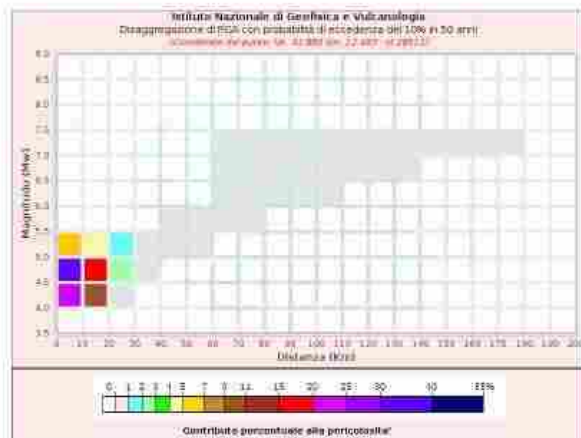 Istituto Nazionale di Geofisica e Vulcanologia
Disaggregazione di PGA con probabilita' di eccedenza del 10% in 50 anni
Magnitudo (Mw)
9.0
8.5
8.0
7.5
7.0
6.5
6.0
5.5
5.0
4.5
4.0
3.5
0 10 20 30 40 50 60 70 80 90 100 110 120 130 140 150 160 170 180 190 200
Distanza (Km)
0 1 2 3 4 5 7 9 11 15 20 25 30 40 55%
Contributo percentuale alla pericolosita'